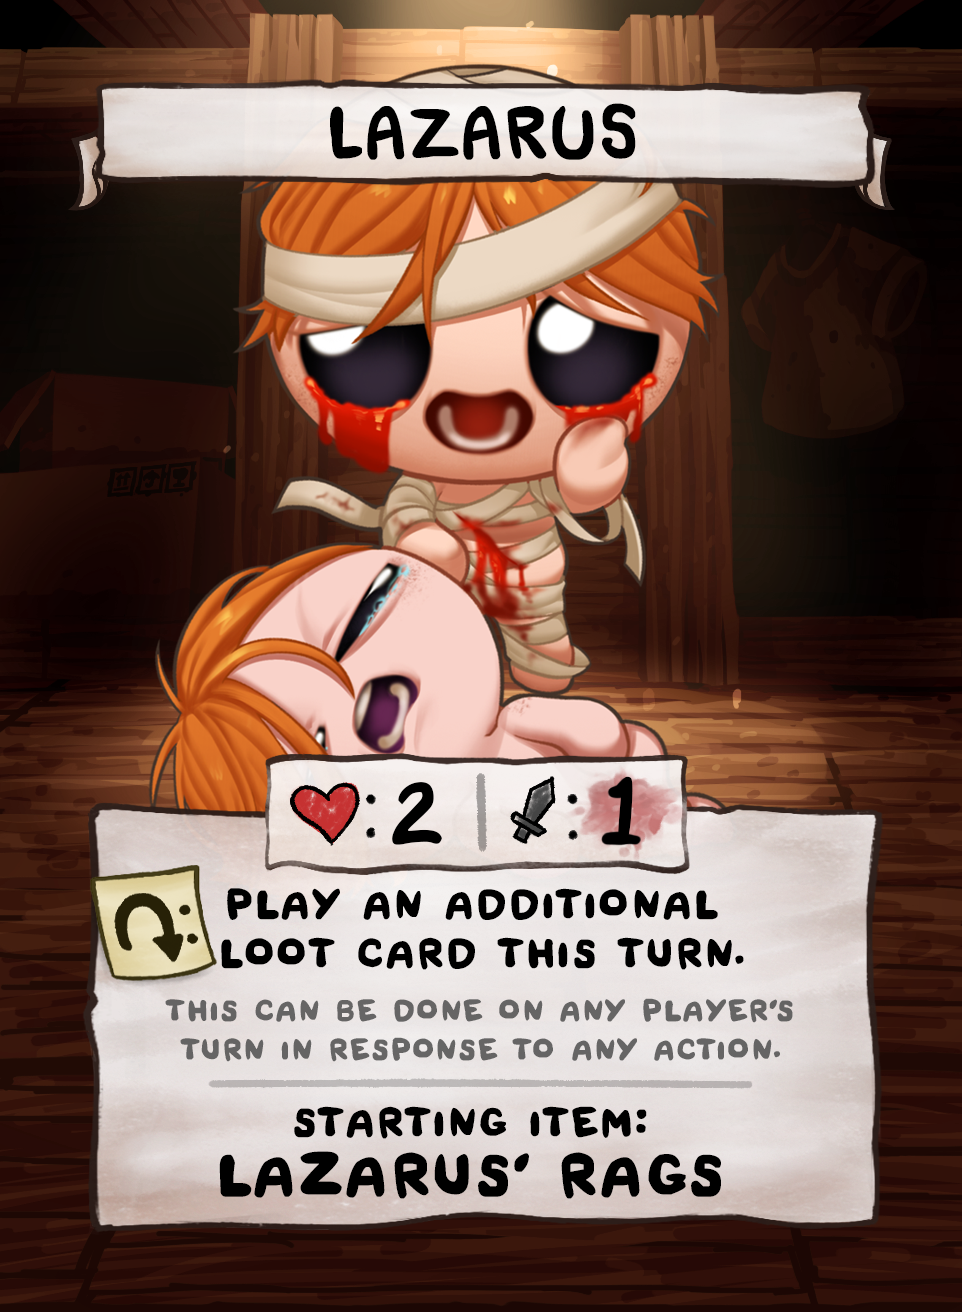 LAZARUS
:2 | :1
: PLAY AN ADDITIONAL
LOOT CARD THIS TURN.
THIS CAN BE DONE ON ANY PLAYER'S
TURN IN RESPONSE TO ANY ACTION.
STARTING ITEM:
LAZARUS' RAGS